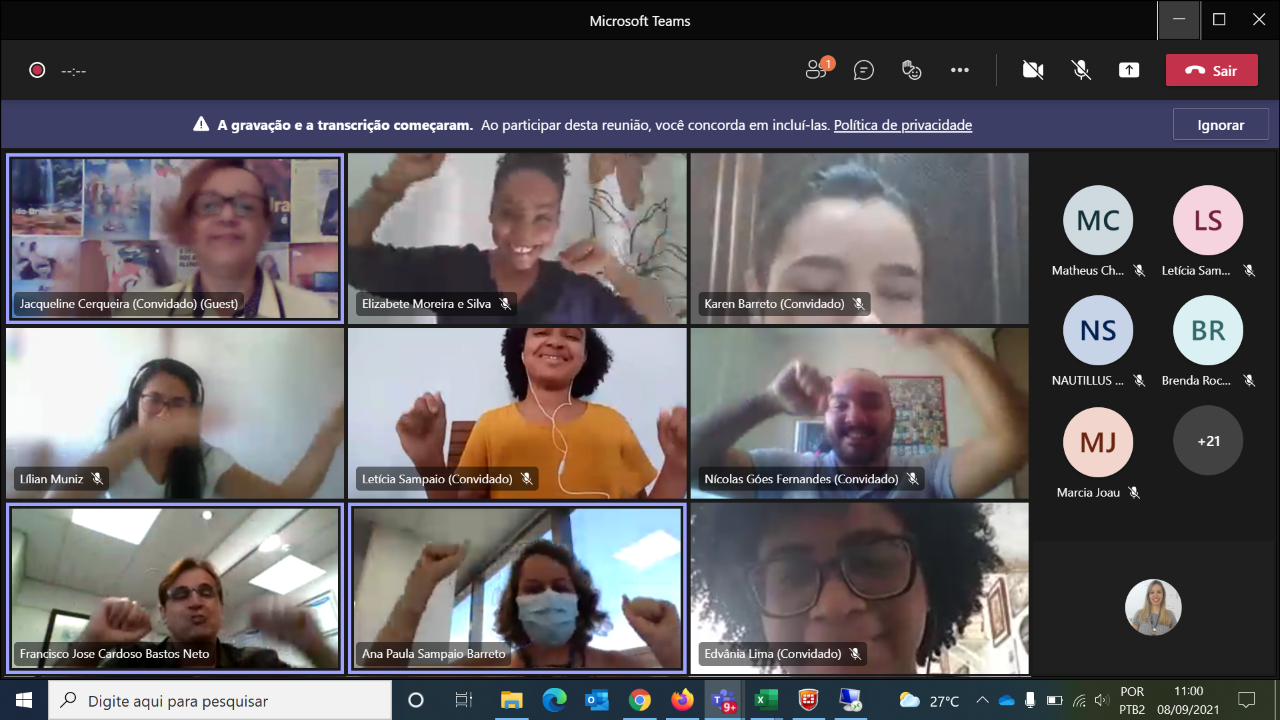 Microsoft Teams
--:--
1
Sair
A gravação e a transcrição começaram. Ao participar desta reunião, você concorda em incluí-las. Política de privacidade
Ignorar
do Brasil
Jacqueline Cerqueira (Convidado) (Guest)
Elizabete Moreira e Silva
Karen Barreto (Convidado)
MC
LS
Matheus Ch...
Letícia Sam...
NS
BR
NAUTILLUS ...
Brenda Roc...
MJ
+21
Marcia Joau
Lílian Muniz
Letícia Sampaio (Convidado)
Nícolas Góes Fernandes (Convidado)
Francisco Jose Cardoso Bastos Neto
Ana Paula Sampaio Barreto
Edvânia Lima (Convidado)
Digite aqui para pesquisar
9+
27°C
POR
PTB2
11:00
08/09/2021